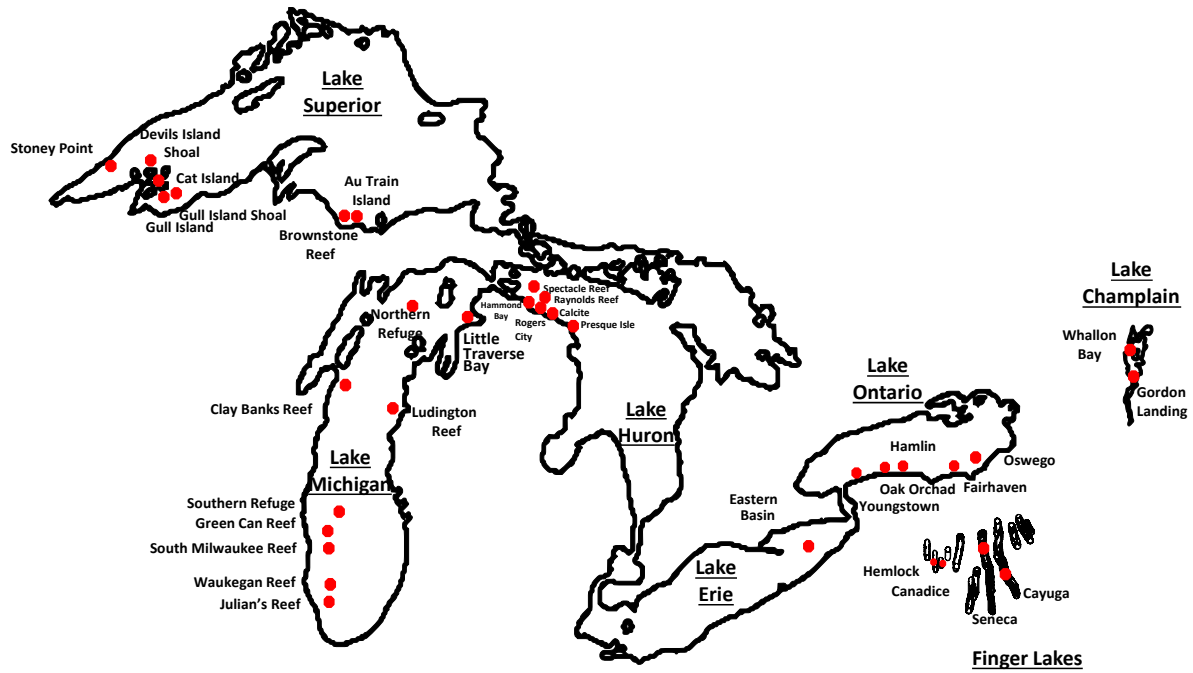 Lake
Superior
Devils Island
Shoal
Stoney Point
Cat Island
Au Train
Island
Gull Island Shoal
Gull Island
Brownstone
Reef
Lake
Champlain
Spectacle Reef
Raynolds Reef
Hammond
Bay
Calcite
Rogers
City
Presque Isle
Northern
Refuge
Little
Traverse
Bay
Whallon
Bay
Gordon
Landing
Lake
Ontario
Clay Banks Reef
Ludington
Reef
Lake
Huron
Hamlin
Oswego
Lake
Michigan
Oak Orchad
Fairhaven
Youngstown
Eastern
Basin
Southern Refuge
Green Can Reef
South Milwaukee Reef
Waukegan Reef
Julian's Reef
Lake
Erie
Hemlock
Canadice
Cayuga
Seneca
Finger Lakes